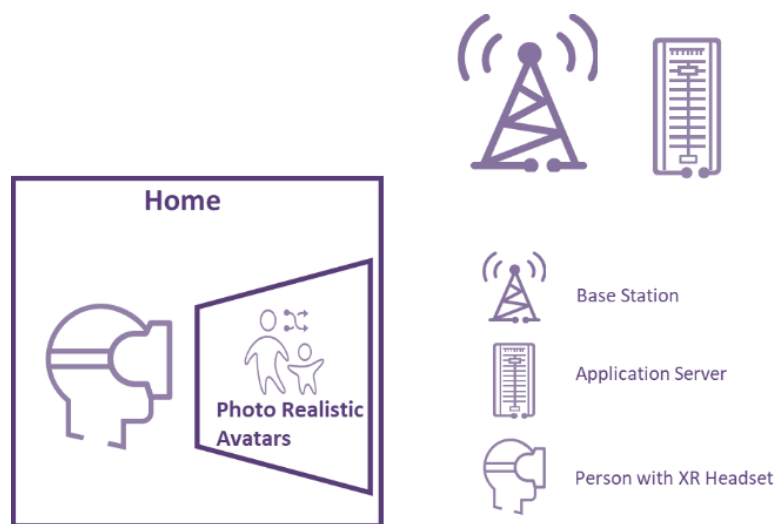 Home
Photo Realistic
Avatars
Base Station
Application Server
Person with XR Headset